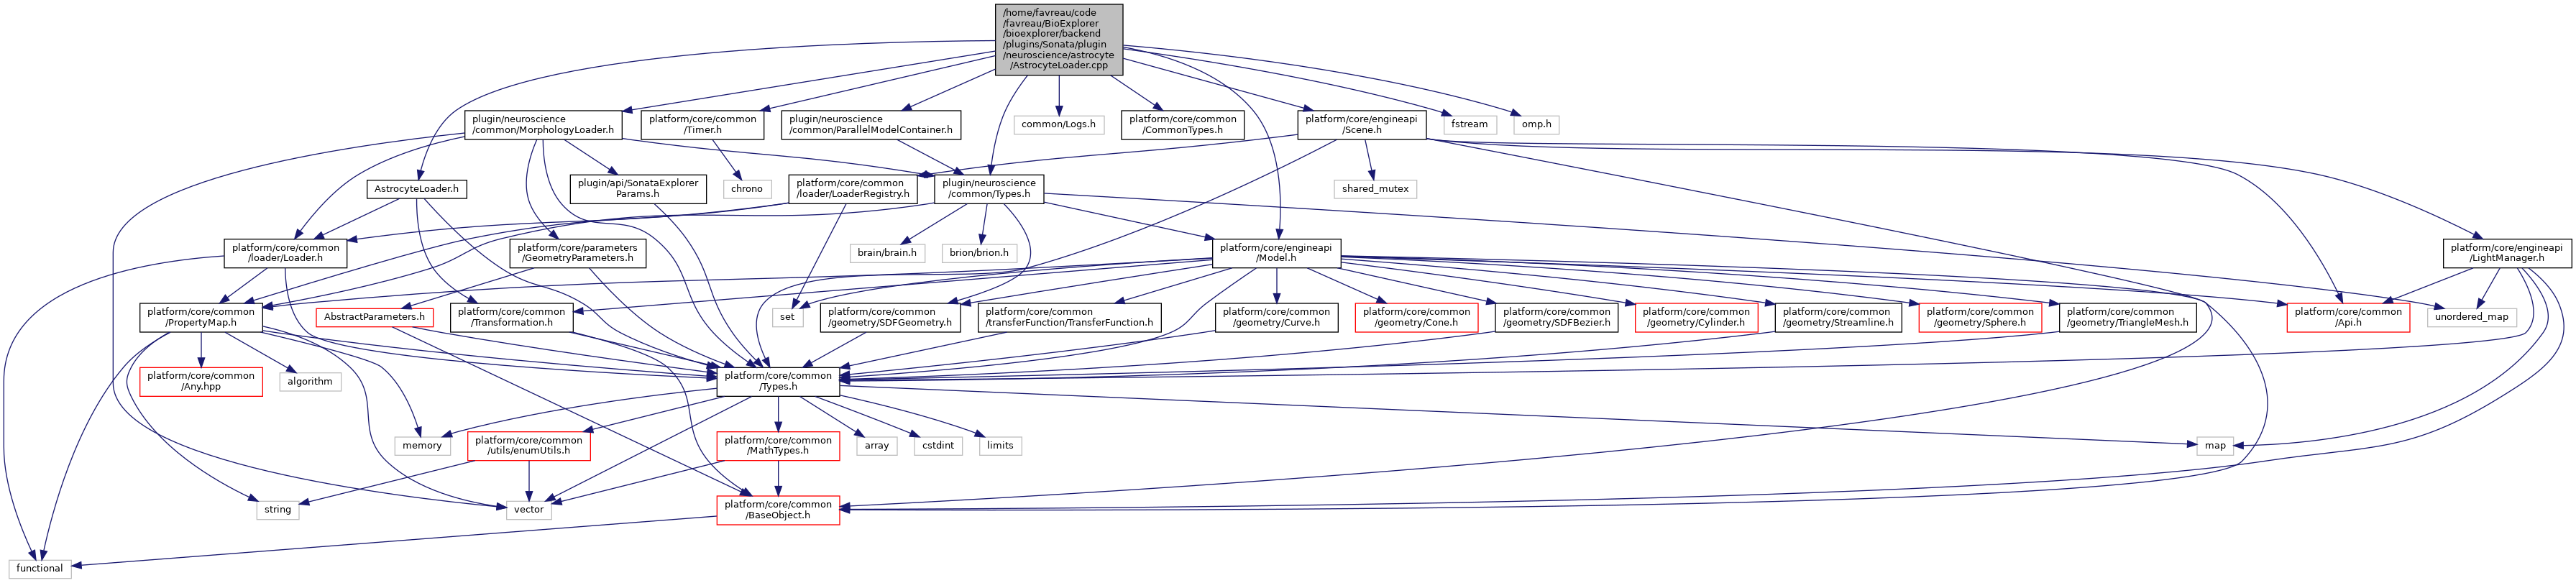 /home/favreau/code
/favreau/BioExplorer
/bioexplorer/backend
/plugins/Sonata/plugin
/neuroscience/astrocyte
/AstrocyteLoader.cpp
plugin/neuroscience
/common/MorphologyLoader.h
platform/core/common
/Timer.h
plugin/neuroscience
/common/ParallelModelContainer.h
common/Logs.h
platform/core/common
/CommonTypes.h
platform/core/engineapi
/Scene.h
fstream
omp.h
AstrocyteLoader.h
plugin/api/SonataExplorer
Params.h
chrono
platform/core/common
/loader/LoaderRegistry.h
plugin/neuroscience
/common/Types.h
shared_mutex
platform/core/common
/loader/Loader.h
platform/core/parameters
/GeometryParameters.h
brain/brain.h
brion/brion.h
platform/core/engineapi
/Model.h
platform/core/engineapi
/LightManager.h
platform/core/common
/PropertyMap.h
AbstractParameters.h
platform/core/common
/Transformation.h
set
platform/core/common
/geometry/SDFGeometry.h
platform/core/common
/transferFunction/TransferFunction.h
platform/core/common
/geometry/Curve.h
platform/core/common
/geometry/Cone.h
platform/core/common
/geometry/SDFBezier.h
platform/core/common
/geometry/Cylinder.h
platform/core/common
/geometry/Streamline.h
platform/core/common
/geometry/Sphere.h
platform/core/common
/geometry/TriangleMesh.h
platform/core/common
/Api.h
unordered_map
platform/core/common
/Any.hpp
algorithm
platform/core/common
/Types.h
memory
platform/core/common
/utils/enumUtils.h
platform/core/common
/MathTypes.h
array
cstdint
limits
map
string
vector
platform/core/common
/BaseObject.h
functional